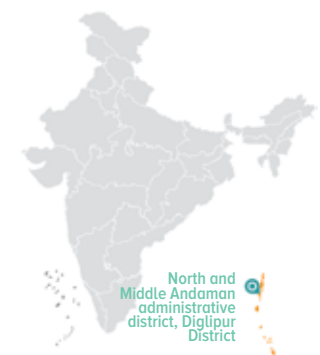 North and
Middle Andaman
administrative
district, Diglipur
District